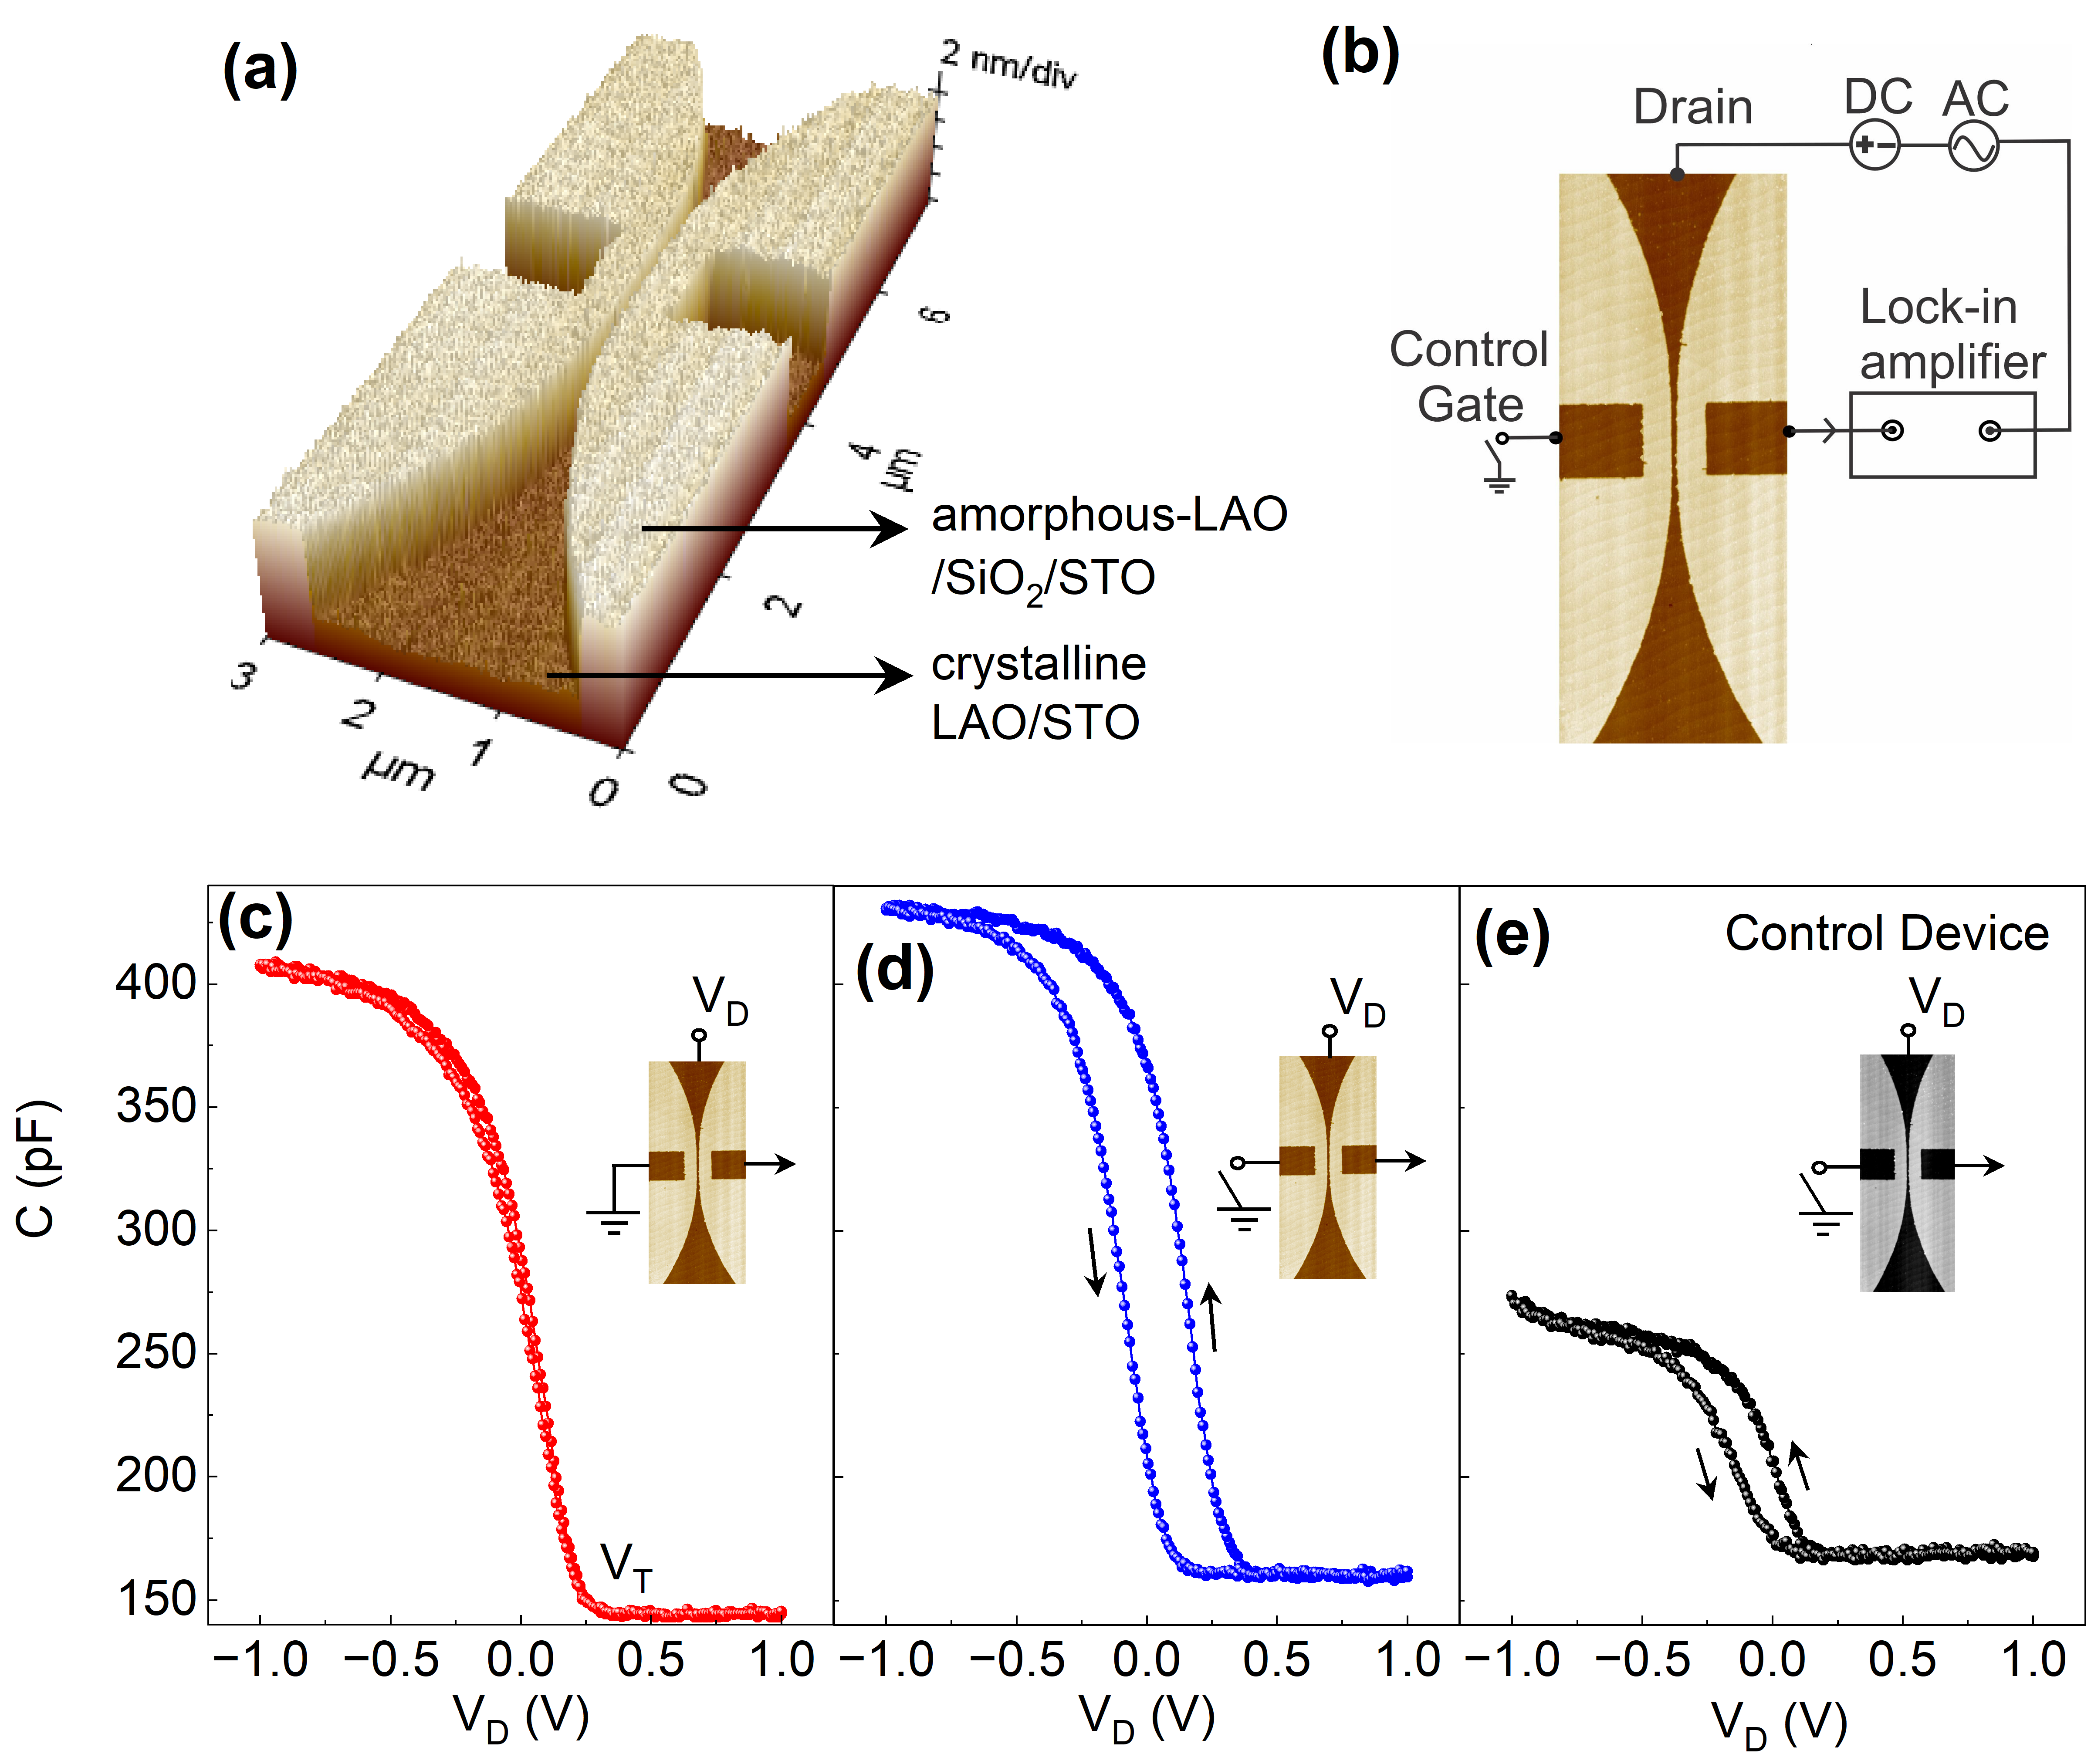 (a)
2 nm/div
6
4
μm
2
0
3
2
1
0
μm
amorphous-LAO
/SiO2/STO
crystalline
LAO/STO
(b)
Drain
DC
AC
Lock-in
amplifier
Control
Gate
(c)
VD
VT
C (pF)
400
350
300
250
200
150
−1.0 −0.5 0.0 0.5 1.0
VD (V)
(d)
VD
−1.0 −0.5 0.0 0.5 1.0
VD (V)
(e)
Control Device
VD
−1.0 −0.5 0.0 0.5 1.0
VD (V)